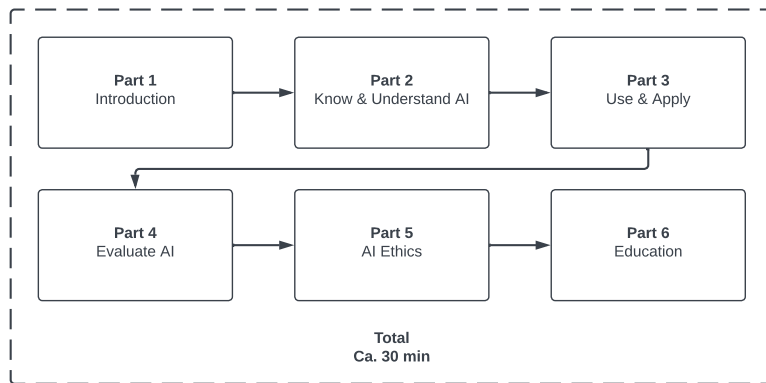 Part 1
Introduction
Part 2
Know & Understand AI
Part 3
Use & Apply
Part 4
Evaluate AI
Part 5
AI Ethics
Part 6
Education
Total
Ca. 30 min